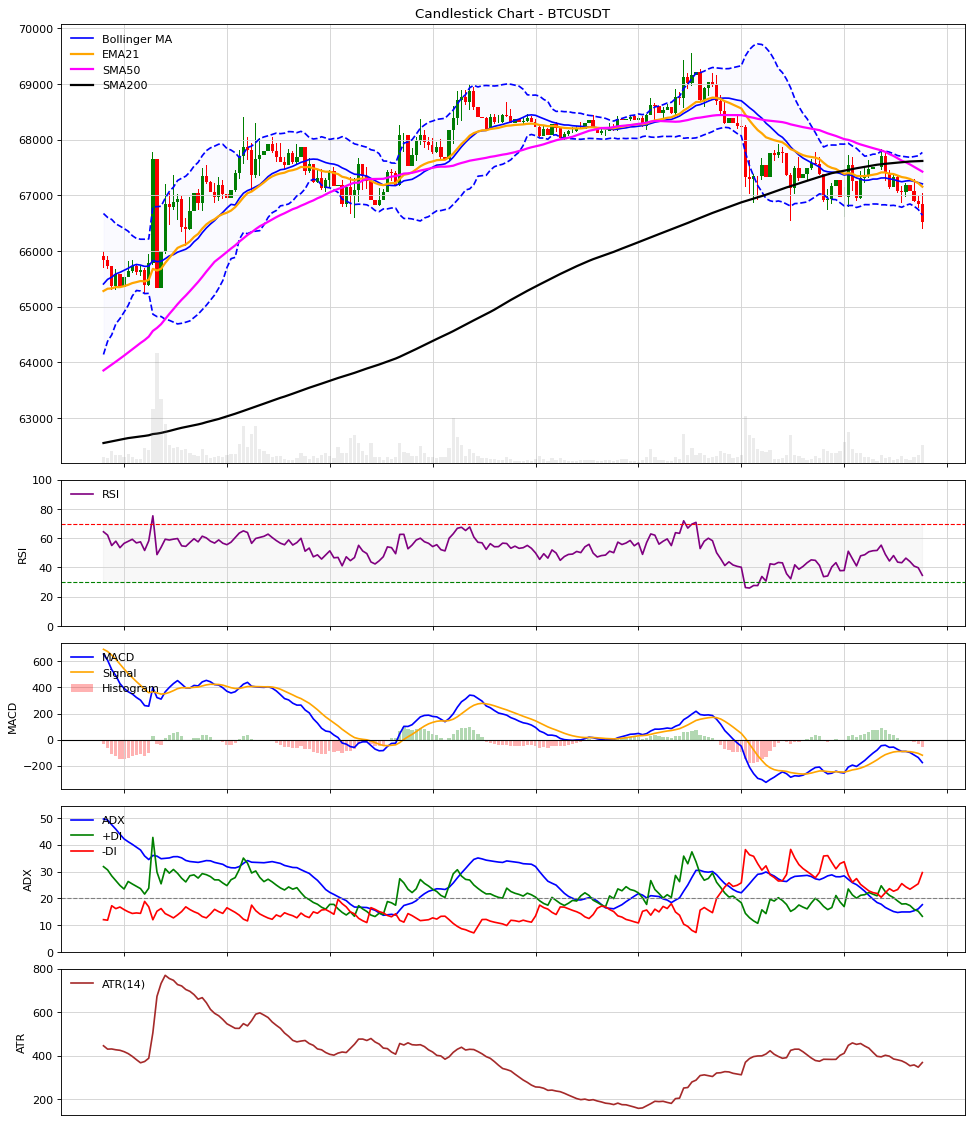 Candlestick Chart - BTCUSDT
70000
69000
68000
67000
66000
65000
64000
63000
Bollinger MA
EMA21
SMA50
SMA200
100
80
60
40
20
0
RSI
RSI
600
400
200
0
−200
MACD
MACD
Signal
Histogram
50
40
30
20
10
0
ADX
ADX
+DI
-DI
800
600
400
200
ATR
ATR(14)